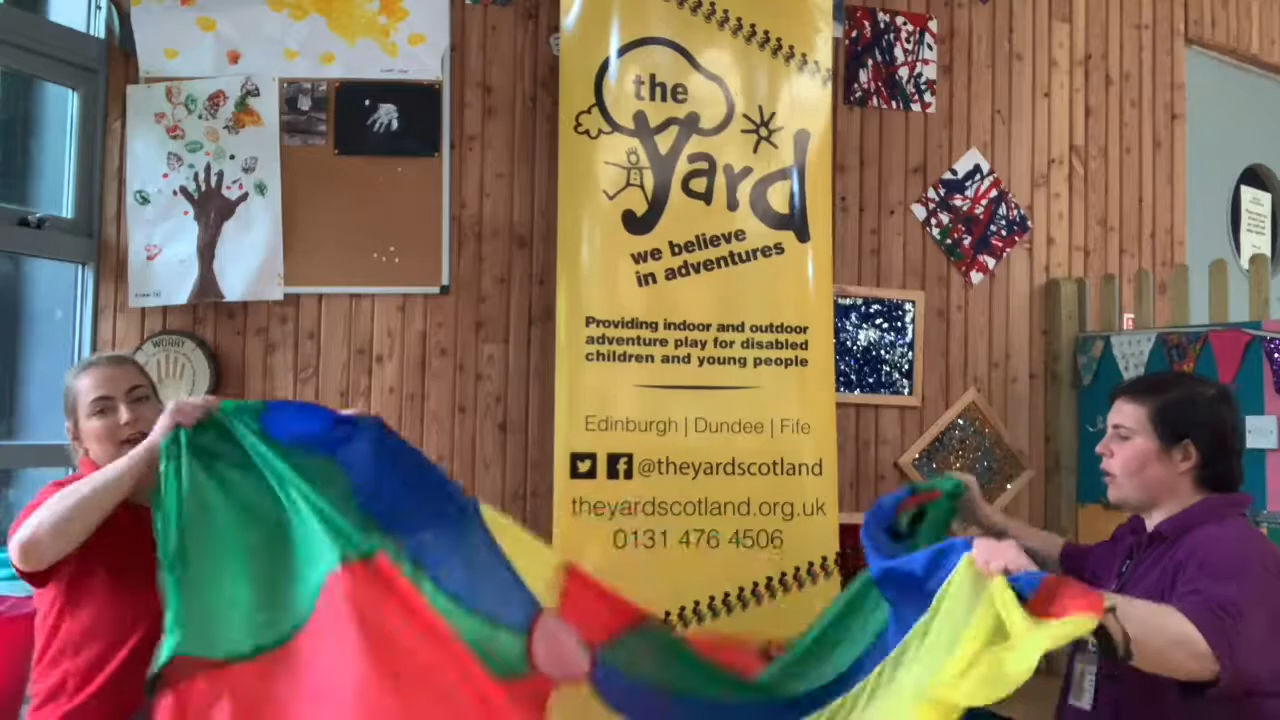 the
yard
we believe
in adventures
Providing indoor and outdoor
adventure play for disabled
children and young people
Edinburgh | Dundee | Fife
@theyardscotland
theyardscotland.org.uk
0131 476 4506
WORRY